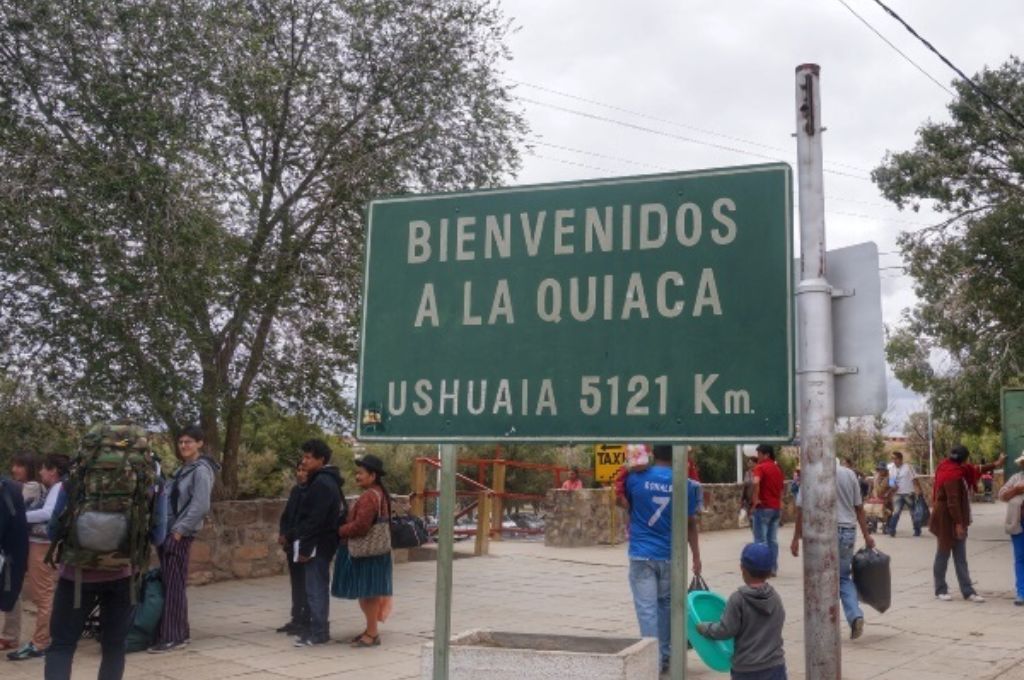 BIENVENIDOS
A LA QUIACA
USHUAIA 5121 Km.
TAXI
RONALDO
7